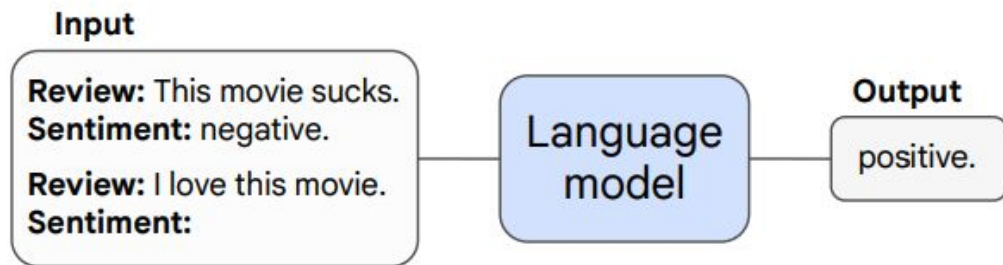 Input
Review: This movie sucks.
Sentiment: negative.
Review: I love this movie.
Sentiment:
Language
model
Output
positive.